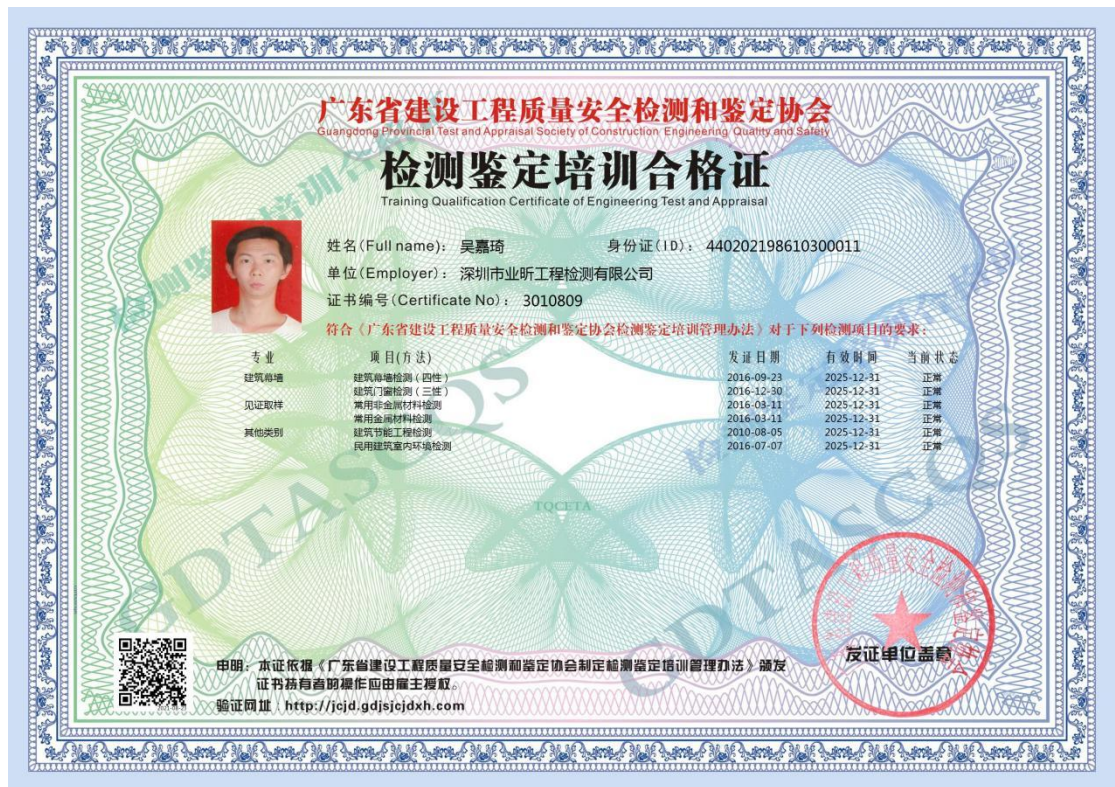 广东省建设工程质量安全检测和鉴定协会
Guangdong Provincial Test and Appraisal Society of Construction Engineering Quality and Safety
检测鉴定培训合格证
Training Qualification Certificate of Engineering Test and Appraisal
姓名(Full name): 吴嘉琦 身份证(ID): 440202198610300011
单位(Employer): 深圳市业昕工程检测有限公司
证书编号(Certificate No): 3010809
符合《广东省建设工程质量安全检测和鉴定协会检测鉴定培训管理办法》对于下列检测项目的要求:
专业 项目(方法) 发证日期 有效时间 当前状态
建筑幕墙 建筑幕墙检测(四性) 2016-09-23 2025-12-31 正常
建筑门窗检测(三性) 2016-12-30 2025-12-31 正常
见证取样 常用非金属材料检测 2016-03-11 2025-12-31 正常
常用金属材料检测 2016-03-11 2025-12-31 正常
其他类别 建筑节能工程检测 2010-08-05 2025-12-31 正常
民用建筑室内环境检测 2016-07-07 2025-12-31 正常
TQCETA
GDTASCQS
GDTASCQS
发证单位盖章
申明: 本证依据《广东省建设工程质量安全检测和鉴定协会制定检测鉴定培训管理办法》颁发
证书持有者的操作应由雇主授权。
验证网址 http://jcjd.gdjsjcjdxh.com